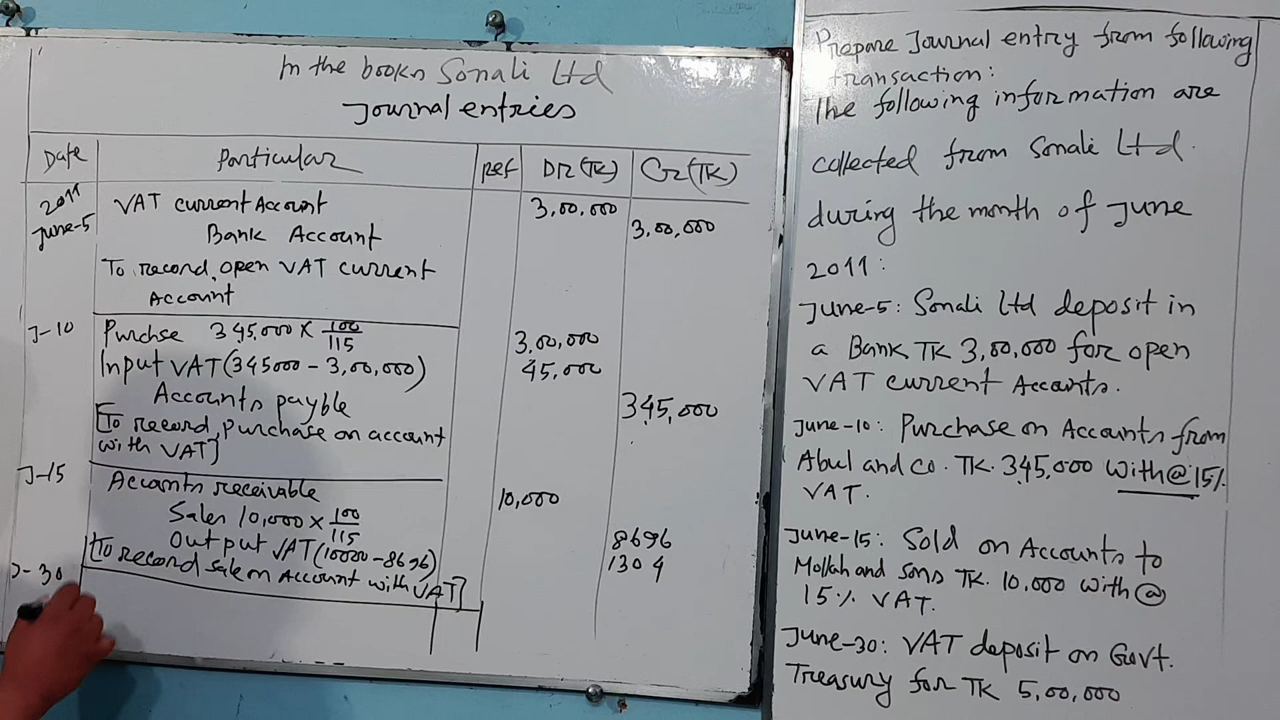 In the books Sonali Ltd
Journal entries
Date Particular Ref DR (TK) Cr (TK)
2011
June-5 VAT current Account 3,00,000
Bank Account 3,00,000
To record, open VAT current
Account
J-10 Purchse 345,000 × 100/115 3,00,000
Input VAT (345000 - 3,00,000) 45,000
Accounts payble 345,000
[To record, purchase on account
with VAT]
J-15 Accounts receivable 10,000
Sales 10,000 × 100/115 8696
Output VAT (10000 - 8696) 1304
[To record sale on Account with VAT]
J-30
Prepare Journal entry from following
transaction:
The following information are
collected from Sonali Ltd.
during the month of June
2011:
June-5: Sonali Ltd deposit in
a Bank TK 3,00,000 for open
VAT current Accounts.
June-10: Purchase on Accounts from
Abul and co. TK. 345,000 with @ 15%
VAT.
June-15: Sold on Accounts to
Mollah and Sons TK. 10,000 with @
15% VAT.
June-30: VAT deposit on Govt.
Treasury for TK 5,00,000